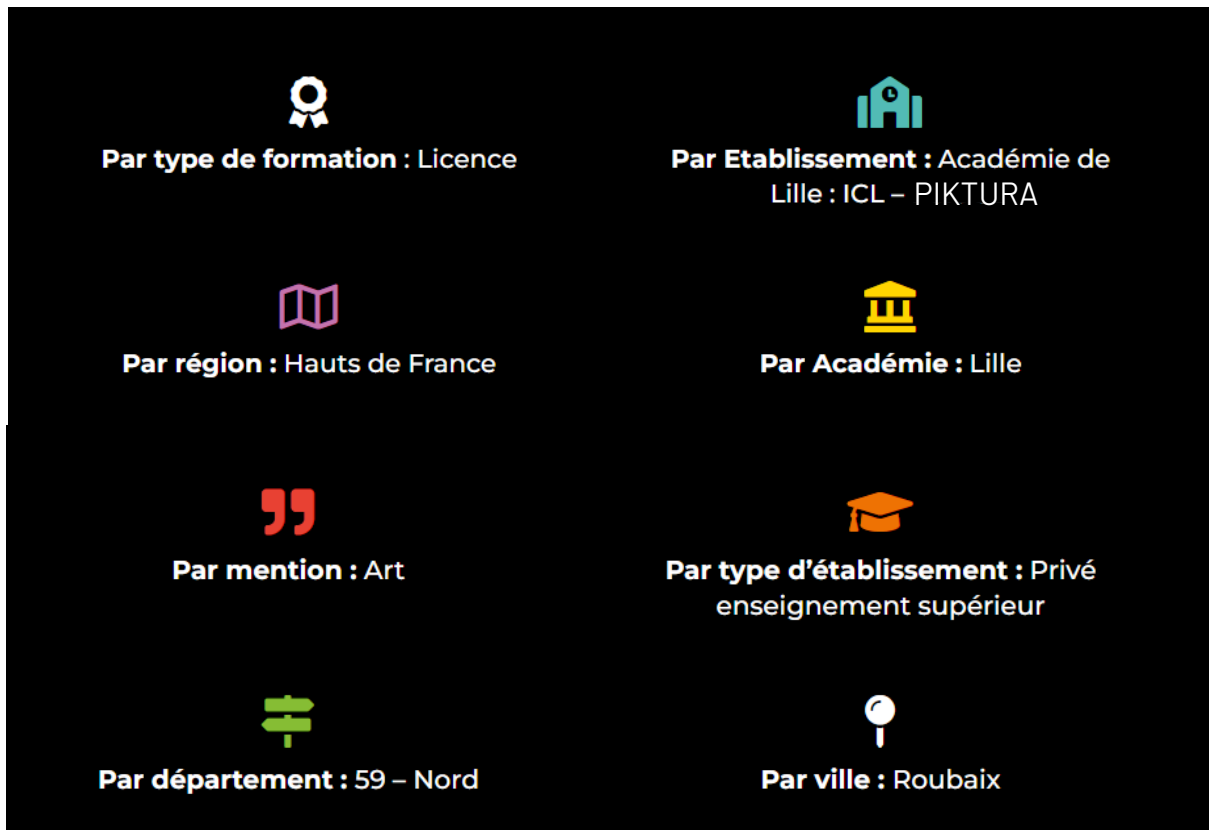 Par type de formation : Licence
Par Etablissement : Académie de
Lille : ICL – PIKTURA
Par région : Hauts de France
Par Académie : Lille
Par mention : Art
Par type d’établissement : Privé
enseignement supérieur
Par département : 59 – Nord
Par ville : Roubaix